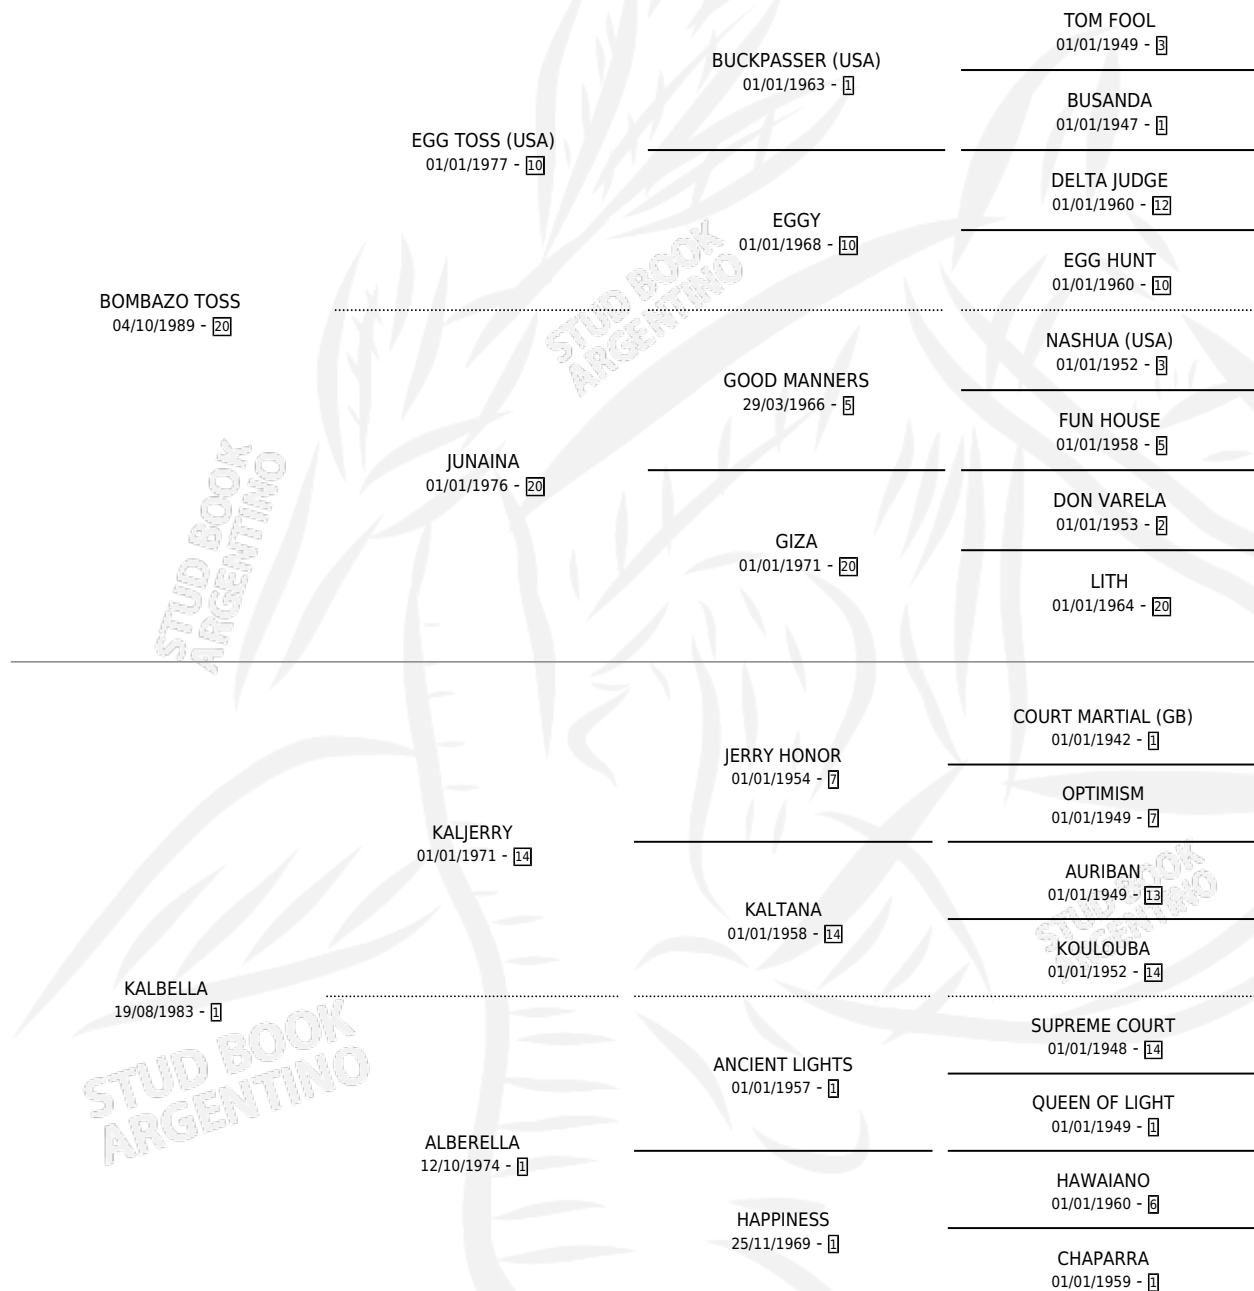 BOMBAZO TOSS
04/10/1989 - 20
EGG TOSS (USA)
01/01/1977 - 10
BUCKPASSER (USA)
01/01/1963 - 1
TOM FOOL
01/01/1949 - 3
BUSANDA
01/01/1947 - 1
EGGY
01/01/1968 - 10
DELTA JUDGE
01/01/1960 - 12
EGG HUNT
01/01/1960 - 10
JUNAINA
01/01/1976 - 20
GOOD MANNERS
29/03/1966 - 5
NASHUA (USA)
01/01/1952 - 3
FUN HOUSE
01/01/1958 - 5
GIZA
01/01/1971 - 20
DON VARELA
01/01/1953 - 2
LITH
01/01/1964 - 20
KALBELLA
19/08/1983 - 1
KALJERRY
01/01/1971 - 14
JERRY HONOR
01/01/1954 - 7
COURT MARTIAL (GB)
01/01/1942 - 1
OPTIMISM
01/01/1949 - 7
KALTANA
01/01/1958 - 14
AURIBAN
01/01/1949 - 13
KOULOUBA
01/01/1952 - 14
ALBERELLA
12/10/1974 - 1
ANCIENT LIGHTS
01/01/1957 - 1
SUPREME COURT
01/01/1948 - 14
QUEEN OF LIGHT
01/01/1949 - 1
HAPPINESS
25/11/1969 - 1
HAWAIANO
01/01/1960 - 6
CHAPARRA
01/01/1959 - 1
STUD BOOK
ARGENTINO
STUD BOOK
ARGENTINO
STUD BOOK
ARGENTINO
STUD BOOK
ARGENTINO